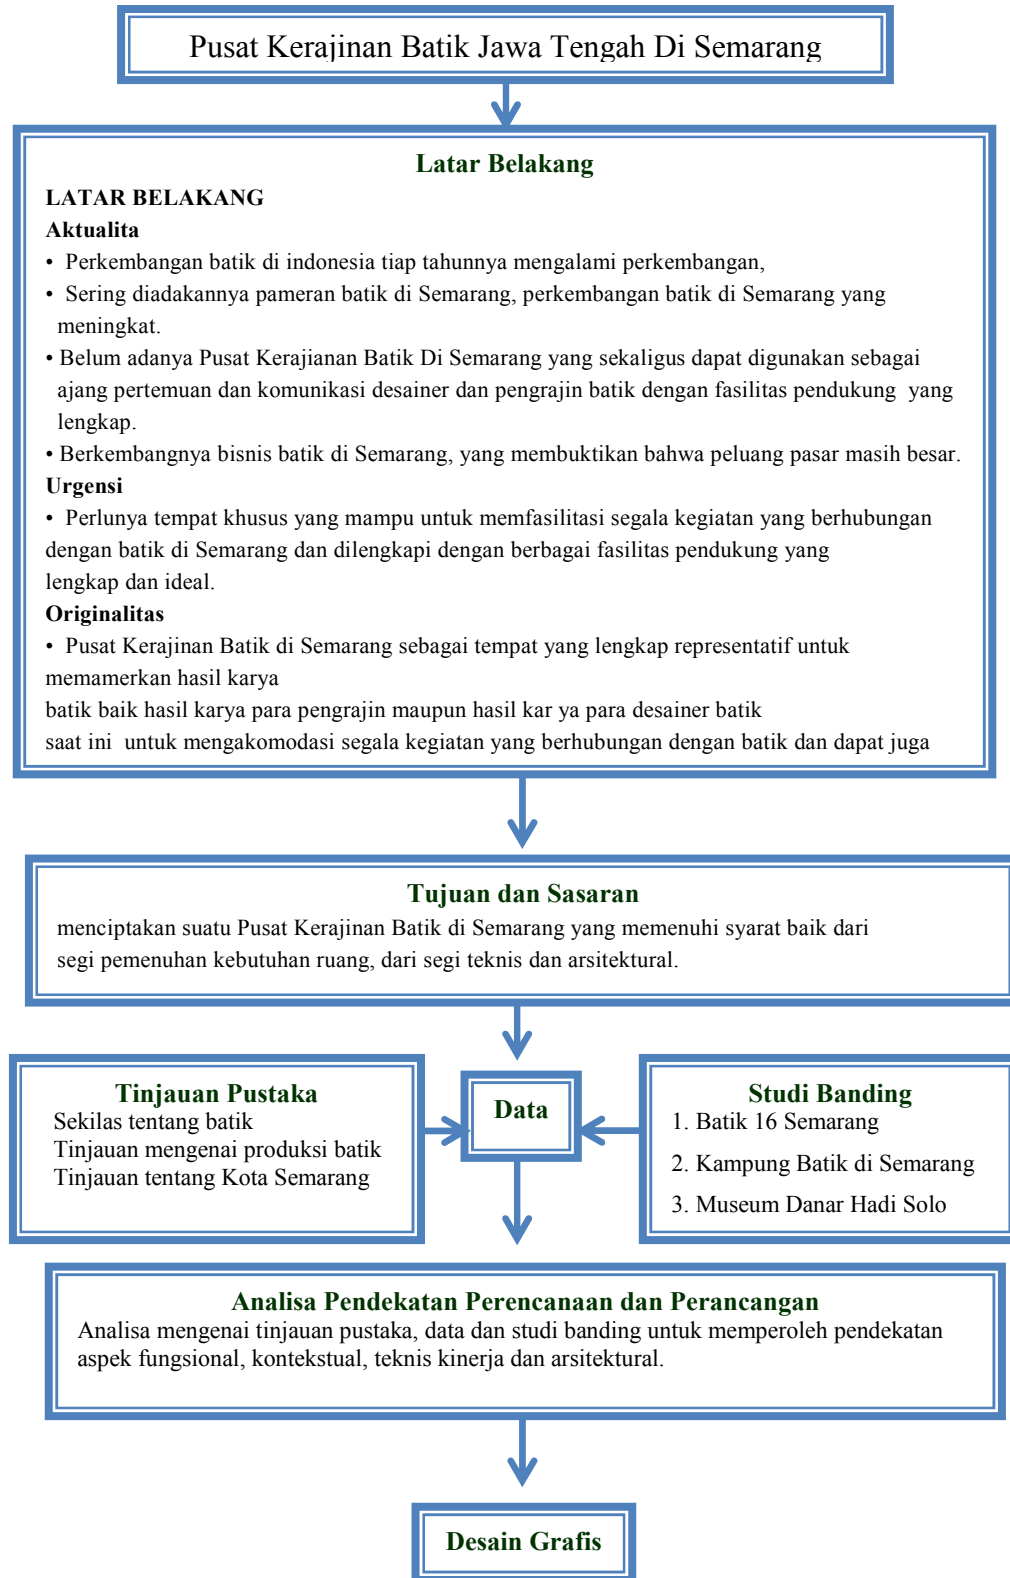 Pusat Kerajinan Batik Jawa Tengah Di Semarang
Latar Belakang
LATAR BELAKANG
Aktualita
• Perkembangan batik di indonesia tiap tahunnya mengalami perkembangan,
• Sering diadakannya pameran batik di Semarang, perkembangan batik di Semarang yang
meningkat.
• Belum adanya Pusat Kerajianan Batik Di Semarang yang sekaligus dapat digunakan sebagai
ajang pertemuan dan komunikasi desainer dan pengrajin batik dengan fasilitas pendukung yang
lengkap.
• Berkembangnya bisnis batik di Semarang, yang membuktikan bahwa peluang pasar masih besar.
Urgensi
• Perlunya tempat khusus yang mampu untuk memfasilitasi segala kegiatan yang berhubungan
dengan batik di Semarang dan dilengkapi dengan berbagai fasilitas pendukung yang
lengkap dan ideal.
Originalitas
• Pusat Kerajinan Batik di Semarang sebagai tempat yang lengkap representatif untuk
memamerkan hasil karya
batik baik hasil karya para pengrajin maupun hasil kar ya para desainer batik
saat ini untuk mengakomodasi segala kegiatan yang berhubungan dengan batik dan dapat juga
Tujuan dan Sasaran
menciptakan suatu Pusat Kerajinan Batik di Semarang yang memenuhi syarat baik dari
segi pemenuhan kebutuhan ruang, dari segi teknis dan arsitektural.
Tinjauan Pustaka
Sekilas tentang batik
Tinjauan mengenai produksi batik
Tinjauan tentang Kota Semarang
Data
Studi Banding
1. Batik 16 Semarang
2. Kampung Batik di Semarang
3. Museum Danar Hadi Solo
Analisa Pendekatan Perencanaan dan Perancangan
Analisa mengenai tinjauan pustaka, data dan studi banding untuk memperoleh pendekatan
aspek fungsional, kontekstual, teknis kinerja dan arsitektural.
Desain Grafis